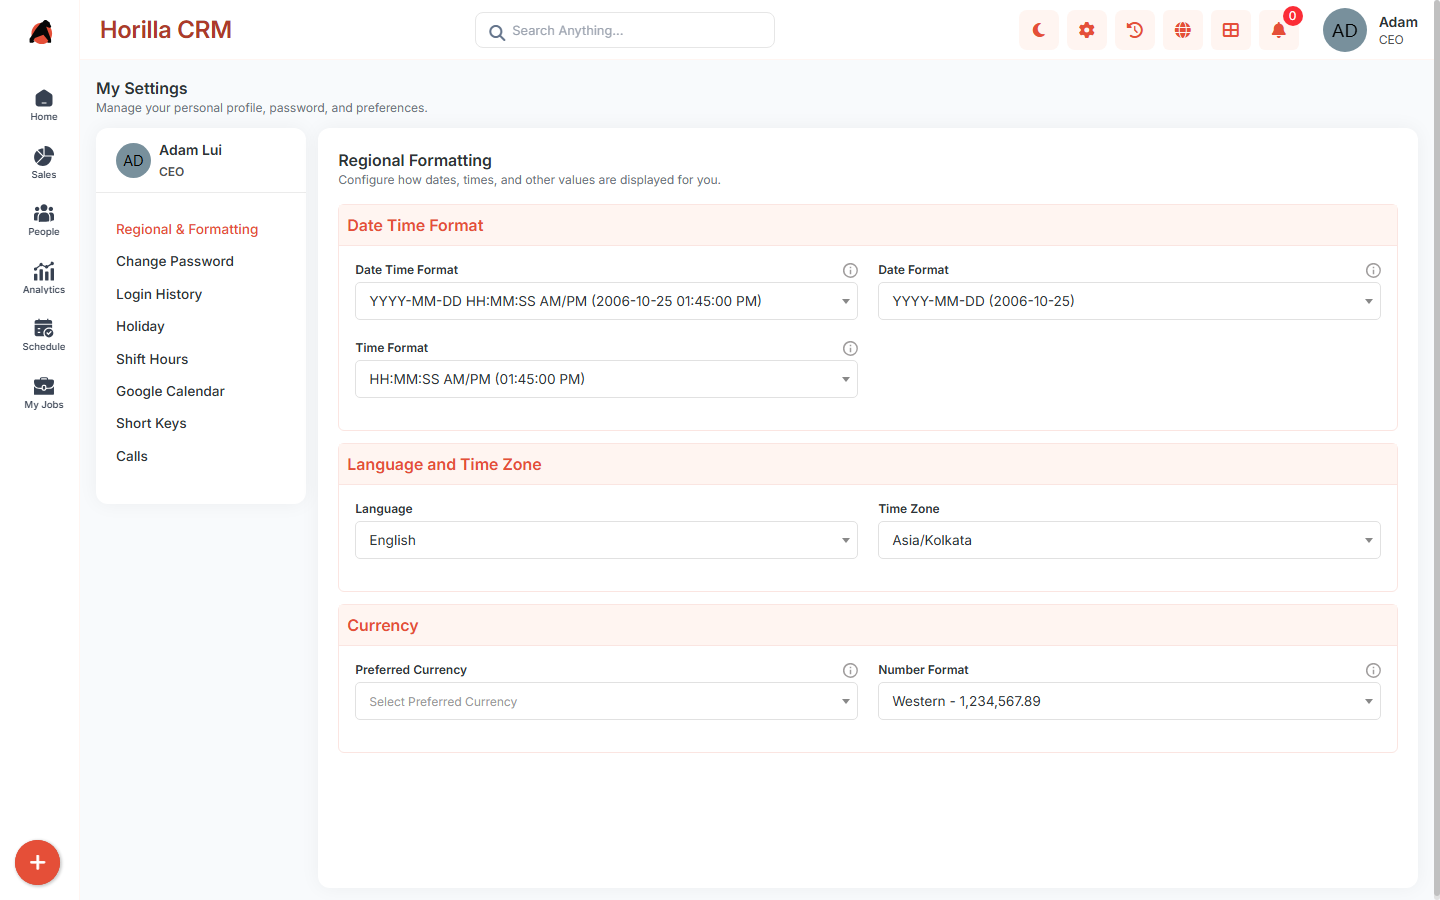 Horilla CRM
Search Anything...
0
AD
Adam
CEO
Home
Sales
People
Analytics
Schedule
My Jobs
My Settings
Manage your personal profile, password, and preferences.
AD
Adam Lui
CEO
Regional & Formatting
Change Password
Login History
Holiday
Shift Hours
Google Calendar
Short Keys
Calls
Regional Formatting
Configure how dates, times, and other values are displayed for you.
Date Time Format
Date Time Format
YYYY-MM-DD HH:MM:SS AM/PM (2006-10-25 01:45:00 PM)
Date Format
YYYY-MM-DD (2006-10-25)
Time Format
HH:MM:SS AM/PM (01:45:00 PM)
Language and Time Zone
Language
English
Time Zone
Asia/Kolkata
Currency
Preferred Currency
Select Preferred Currency
Number Format
Western - 1,234,567.89